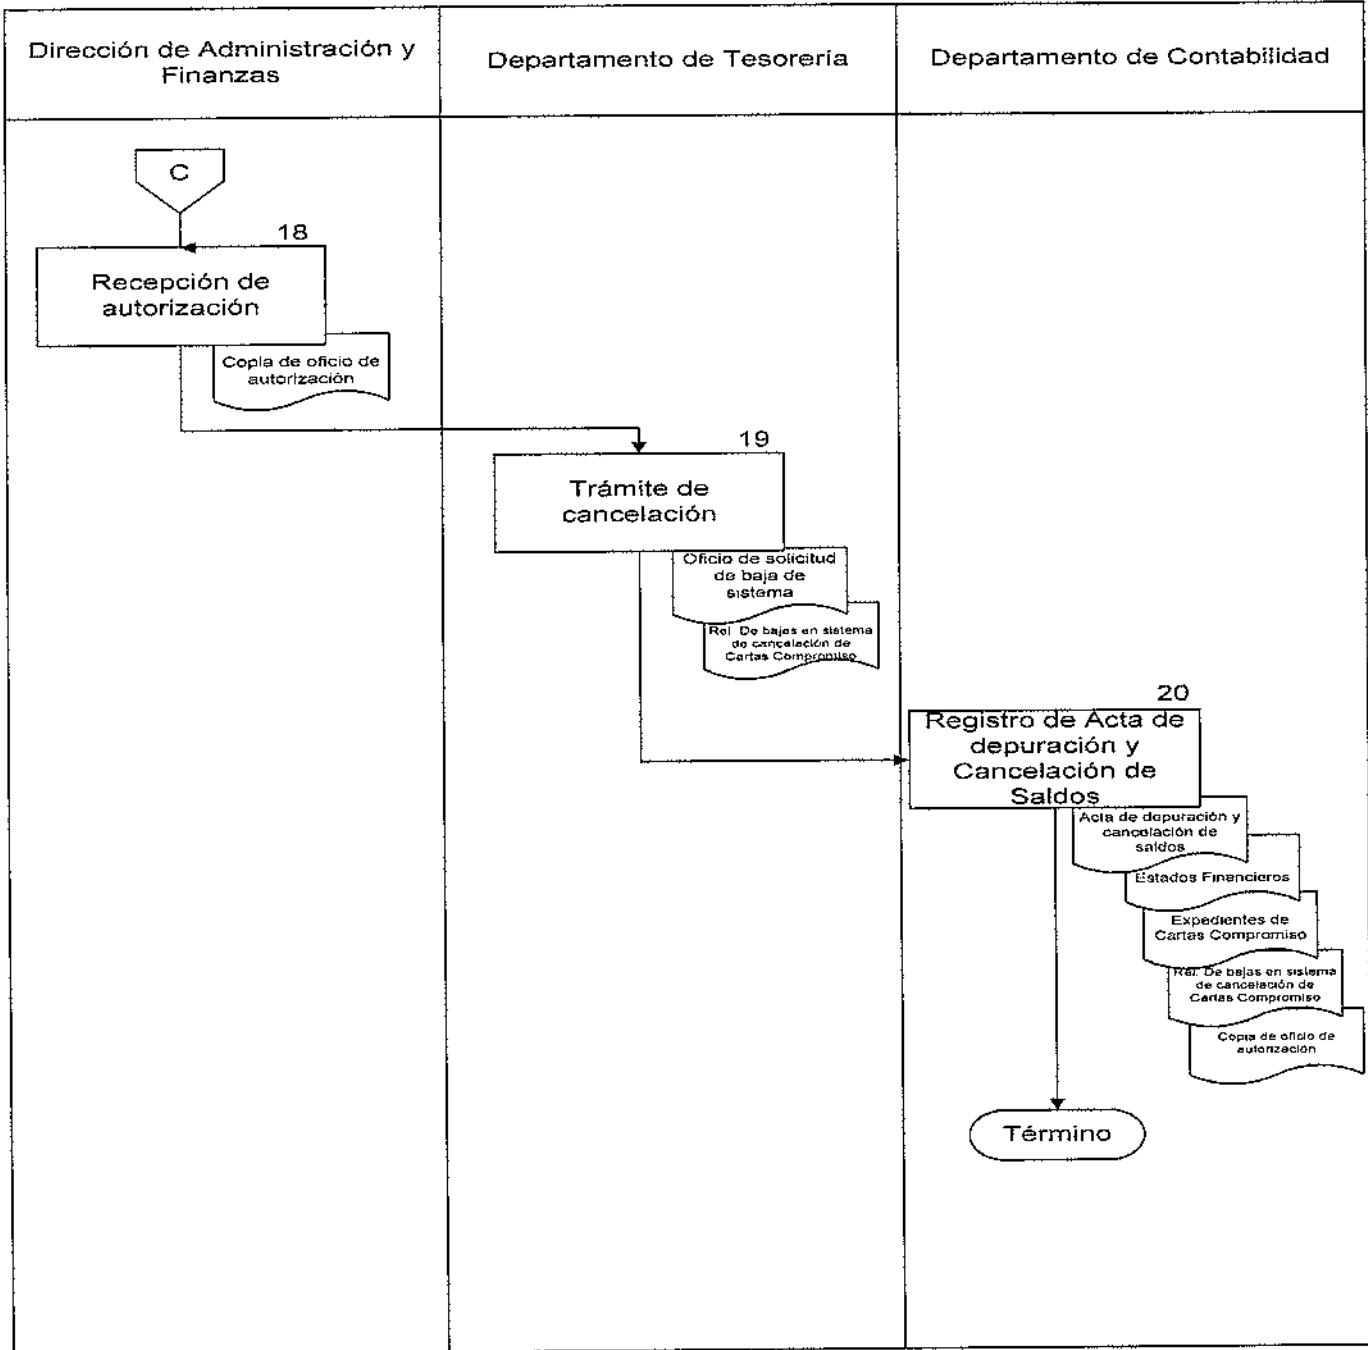 Dirección de Administración y
Finanzas
Departamento de Tesorería
Departamento de Contabilidad
C
18
Recepción de
autorización
Copia de oficio de
autorización
19
Trámite de
cancelación
Oficio de solicitud
de baja de
sistema
Rel. De bajas en sistema
de cancelación de
Cartas Compromiso
20
Registro de Acta de
depuración y
Cancelación de
Saldos
Acta de depuración y
cancelación de
saldos
Estados Financieros
Expedientes de
Cartas Compromiso
Rel. De bajas en sistema
de cancelación de
Cartas Compromiso
Copia de oficio de
autorización
Término